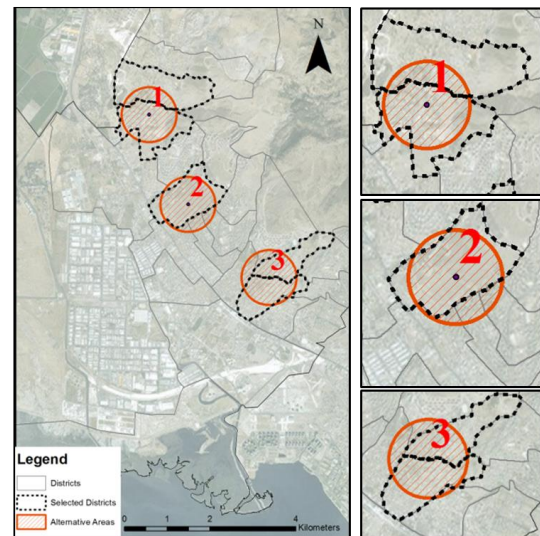 N
1
2
3
Legend
Districts
Selected Districts
Alternative Areas
0 1 2 4
Kilometers
1
2
3